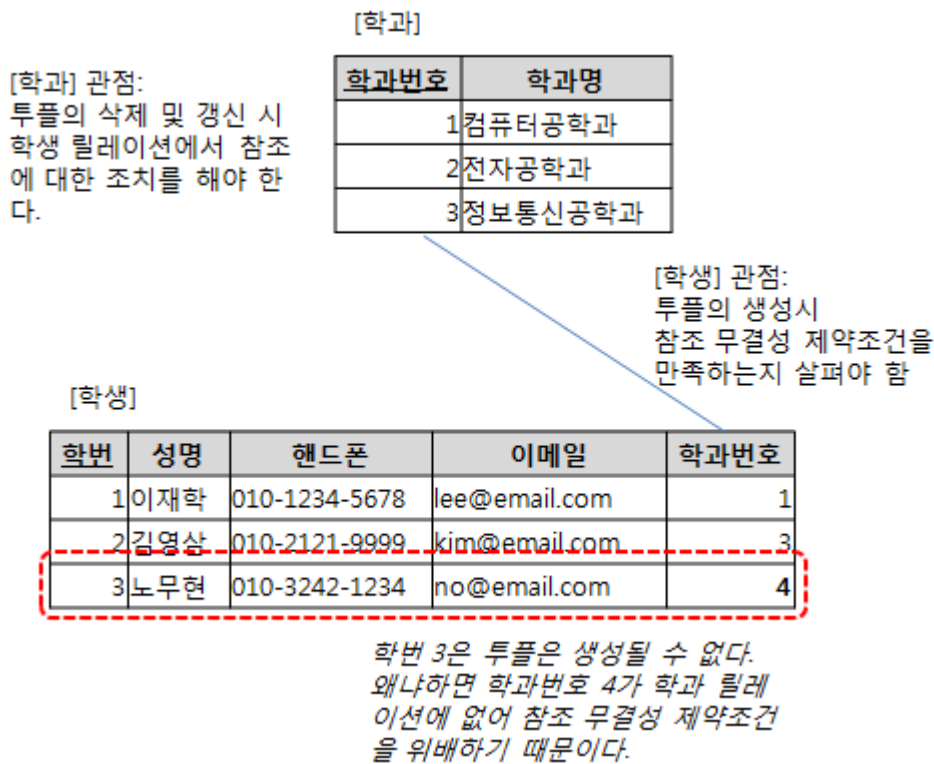 [학과]
[학과] 관점:
투플의 삭제 및 갱신 시
학생 릴레이션에서 참조
에 대한 조치를 해야 한
다.
학과번호 학과명
1 컴퓨터공학과
2 전자공학과
3 정보통신공학과
[학생] 관점:
투플의 생성시
참조 무결성 제약조건을
만족하는지 살펴야 함
[학생]
학번 성명 핸드폰 이메일 학과번호
1 이재학 010-1234-5678 lee@email.com 1
2 김영삼 010-2121-9999 kim@email.com 3
3 노무현 010-3242-1234 no@email.com 4
학번 3은 투플은 생성될 수 없다.
왜냐하면 학과번호 4가 학과 릴레
이션에 없어 참조 무결성 제약조건
을 위배하기 때문이다.